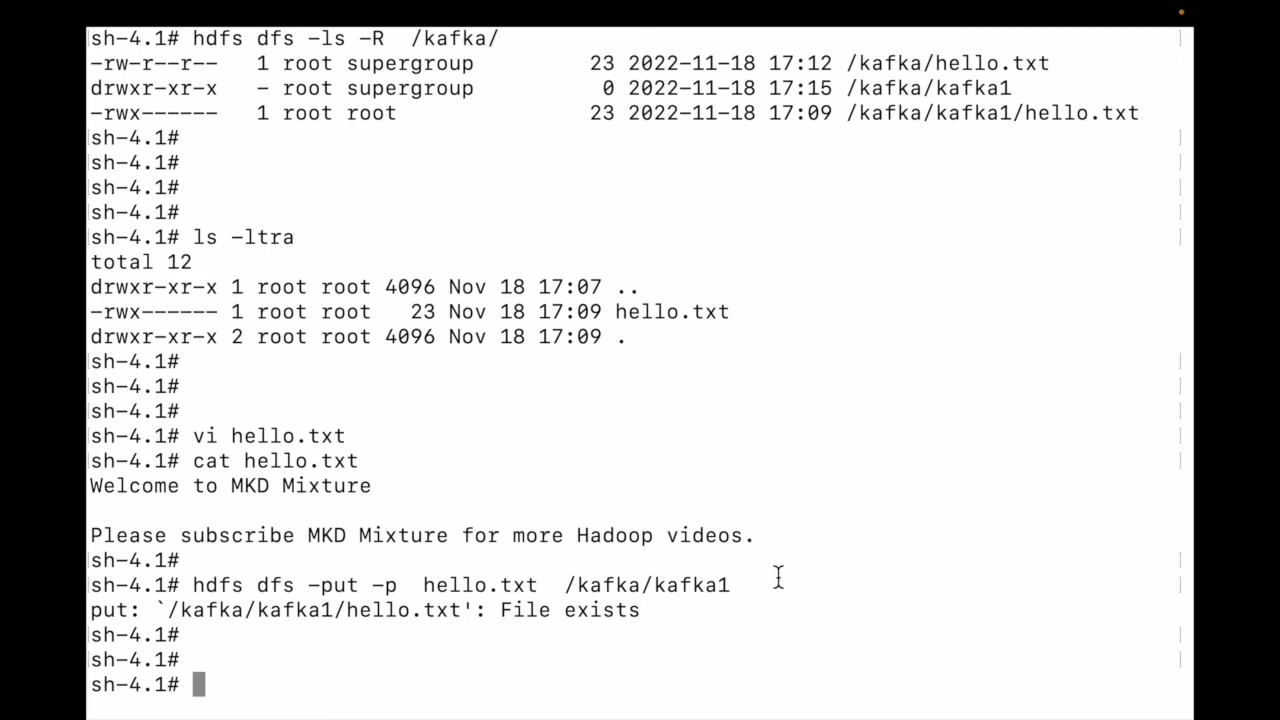 sh-4.1# hdfs dfs -ls -R  /kafka/
-rw-r--r--   1 root supergroup         23 2022-11-18 17:12 /kafka/hello.txt
drwxr-xr-x   - root supergroup          0 2022-11-18 17:15 /kafka/kafka1
-rwx------   1 root root               23 2022-11-18 17:09 /kafka/kafka1/hello.txt
sh-4.1#
sh-4.1#
sh-4.1#
sh-4.1#
sh-4.1# ls -ltra
total 12
drwxr-xr-x 1 root root 4096 Nov 18 17:07 ..
-rwx------ 1 root root   23 Nov 18 17:09 hello.txt
drwxr-xr-x 2 root root 4096 Nov 18 17:09 .
sh-4.1#
sh-4.1#
sh-4.1#
sh-4.1# vi hello.txt
sh-4.1# cat hello.txt
Welcome to MKD Mixture

Please subscribe MKD Mixture for more Hadoop videos.
sh-4.1#
sh-4.1# hdfs dfs -put -p  hello.txt  /kafka/kafka1
put: `/kafka/kafka1/hello.txt': File exists
sh-4.1#
sh-4.1#
sh-4.1#